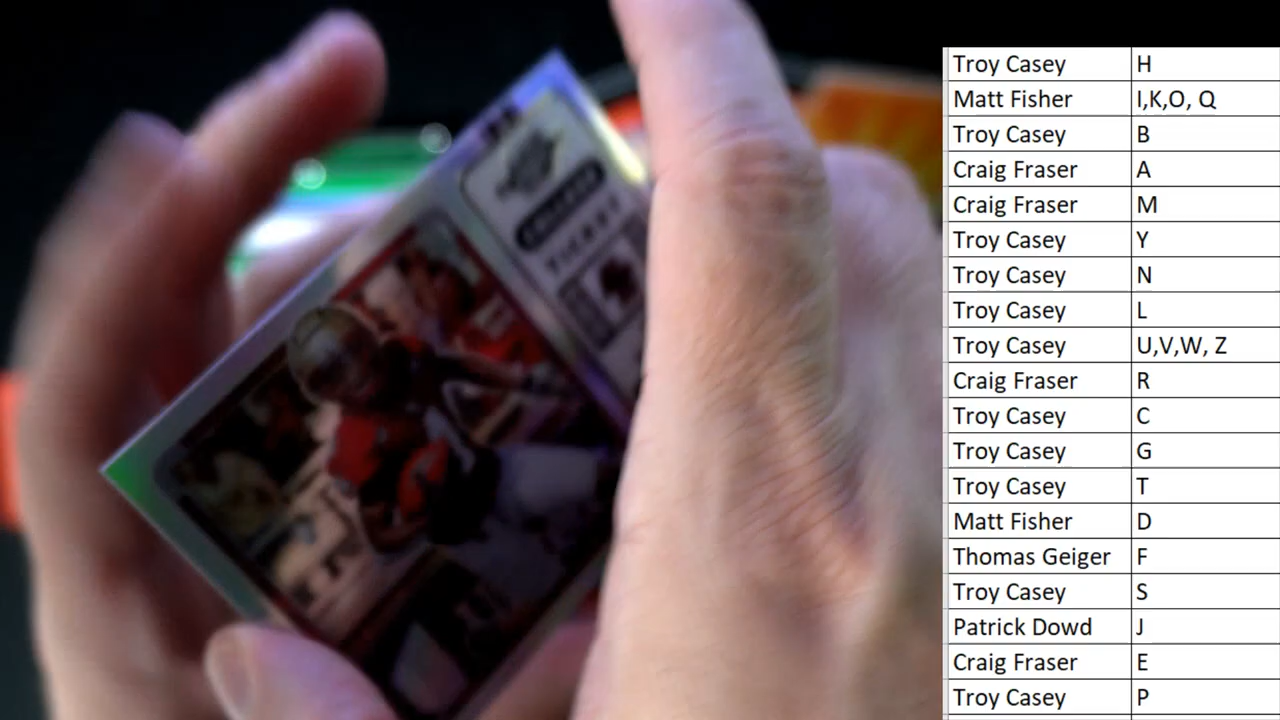 Troy Casey H
Matt Fisher I,K,O, Q
Troy Casey B
Craig Fraser A
Craig Fraser M
Troy Casey Y
Troy Casey N
Troy Casey L
Troy Casey U,V,W, Z
Craig Fraser R
Troy Casey C
Troy Casey G
Troy Casey T
Matt Fisher D
Thomas Geiger F
Troy Casey S
Patrick Dowd J
Craig Fraser E
Troy Casey P
TICKET